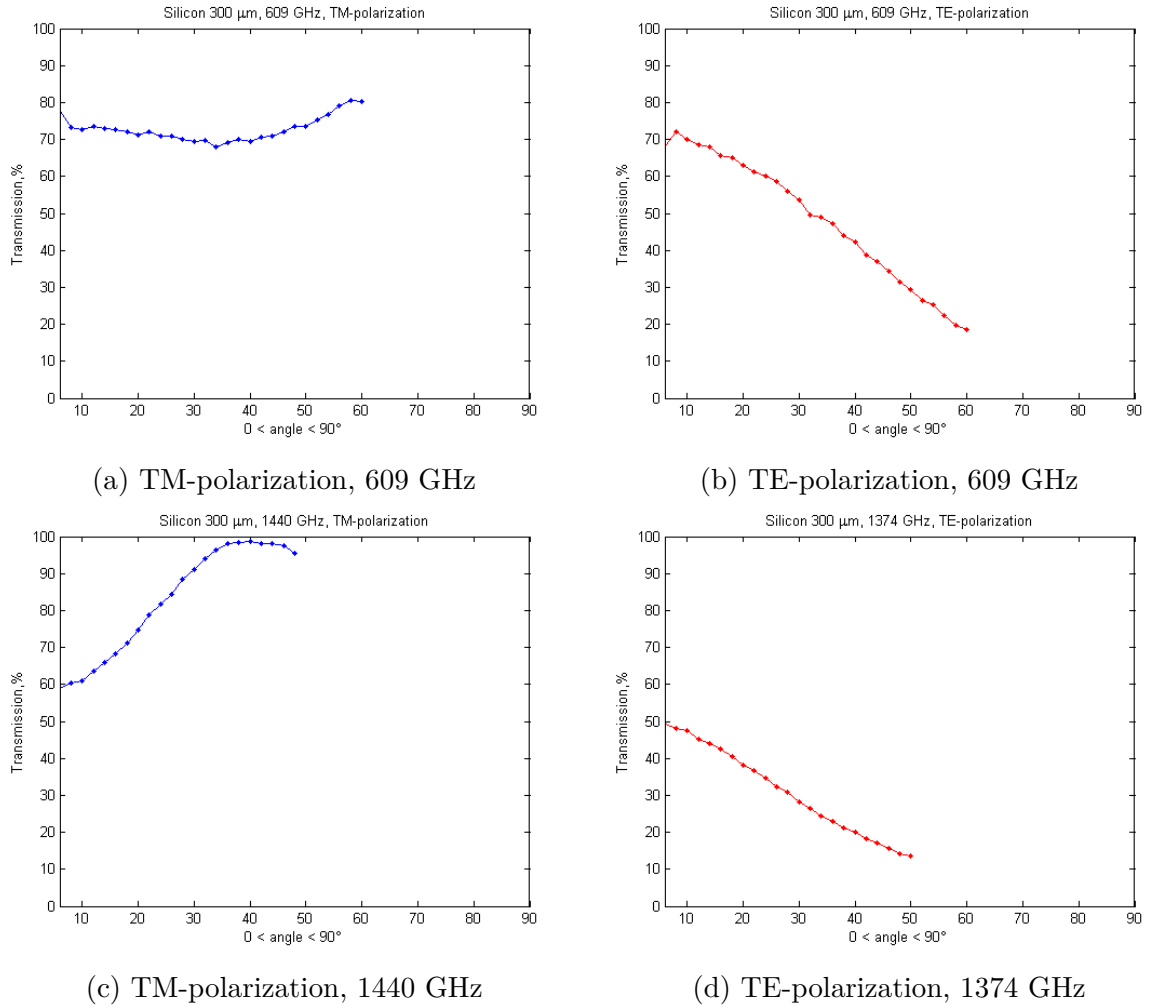 Silicon 300 µm, 609 GHz, TM-polarization
100
90
80
70
60
50
40
30
20
10
0
Transmission,%
10 20 30 40 50 60 70 80 90
0 < angle < 90°
(a) TM-polarization, 609 GHz
Silicon 300 µm, 609 GHz, TE-polarization
100
90
80
70
60
50
40
30
20
10
0
Transmission,%
10 20 30 40 50 60 70 80 90
0 < angle < 90°
(b) TE-polarization, 609 GHz
Silicon 300 µm, 1440 GHz, TM-polarization
100
90
80
70
60
50
40
30
20
10
0
Transmission,%
10 20 30 40 50 60 70 80 90
0 < angle < 90°
(c) TM-polarization, 1440 GHz
Silicon 300 µm, 1374 GHz, TE-polarization
100
90
80
70
60
50
40
30
20
10
0
Transmission,%
10 20 30 40 50 60 70 80 90
0 < angle < 90°
(d) TE-polarization, 1374 GHz